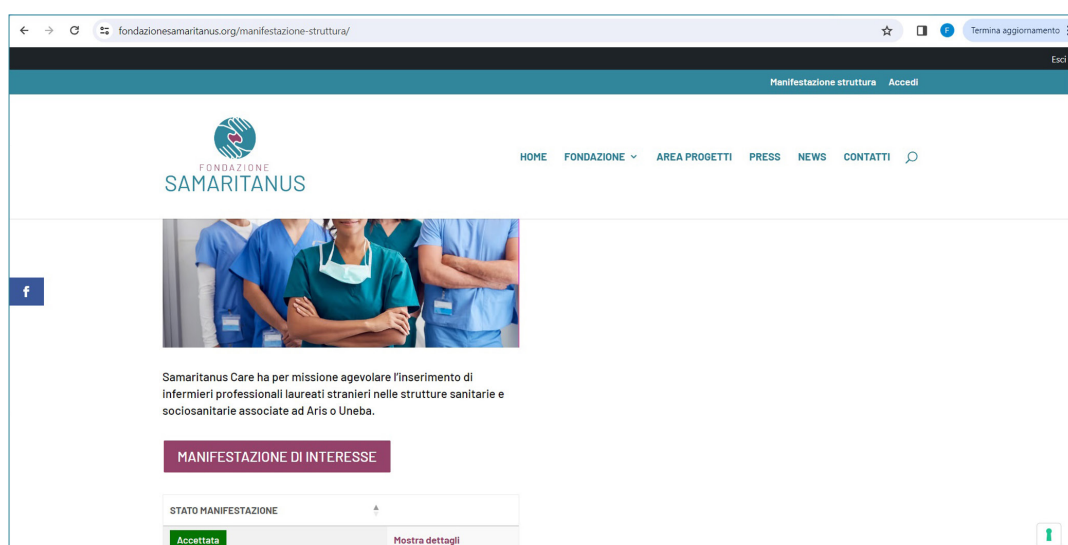 fondazionesamaritanus.org/manifestazione-struttura/
F
Termina aggiornamento
Esci
Manifestazione struttura Accedi
FONDAZIONE
SAMARITANUS
HOME FONDAZIONE AREA PROGETTI PRESS NEWS CONTATTI
f
Samaritanus Care ha per missione agevolare l'inserimento di
infermieri professionali laureati stranieri nelle strutture sanitarie e
sociosanitarie associate ad Aris o Uneba.
MANIFESTAZIONE DI INTERESSE
STATO MANIFESTAZIONE
Accettata Mostra dettagli